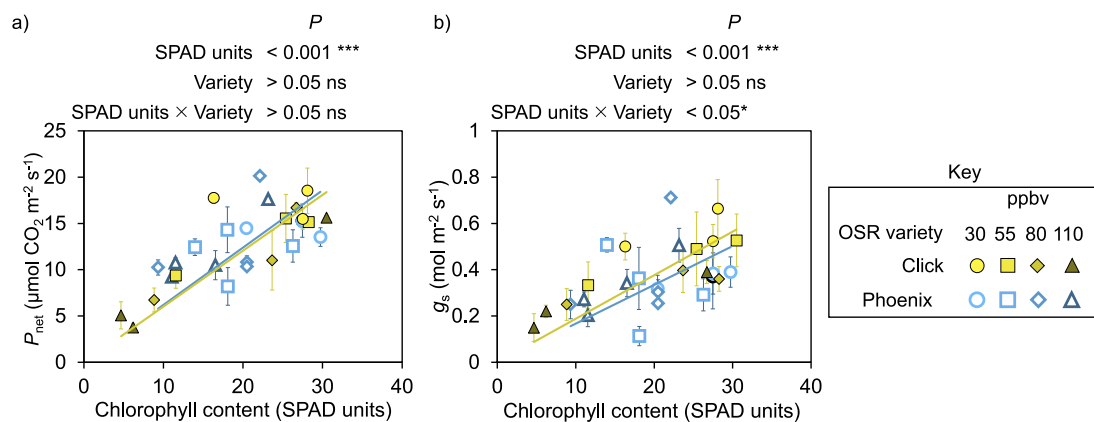 a)
P
SPAD units < 0.001 ***
Variety > 0.05 ns
SPAD units × Variety > 0.05 ns
25
20
15
10
5
0
P net (µmol CO2 m-2 s-1)
0 10 20 30 40
Chlorophyll content (SPAD units)
b)
P
SPAD units < 0.001 ***
Variety > 0.05 ns
SPAD units × Variety < 0.05*
1
0.8
0.6
0.4
0.2
0
gs (mol m-2 s-1)
0 10 20 30 40
Chlorophyll content (SPAD units)
Key
ppbv
OSR variety 30 55 80 110
Click
Phoenix